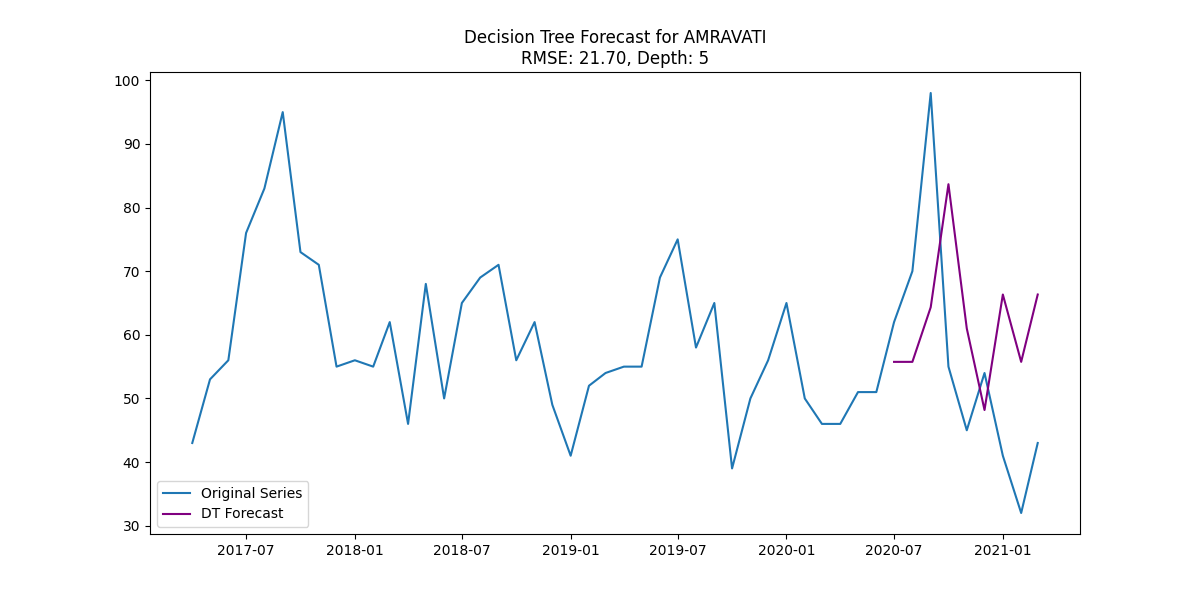 Decision Tree Forecast for AMRAVATI
RMSE: 21.70, Depth: 5
100
90
80
70
60
50
40
30
Original Series
DT Forecast
2017-07 2018-01 2018-07 2019-01 2019-07 2020-01 2020-07 2021-01